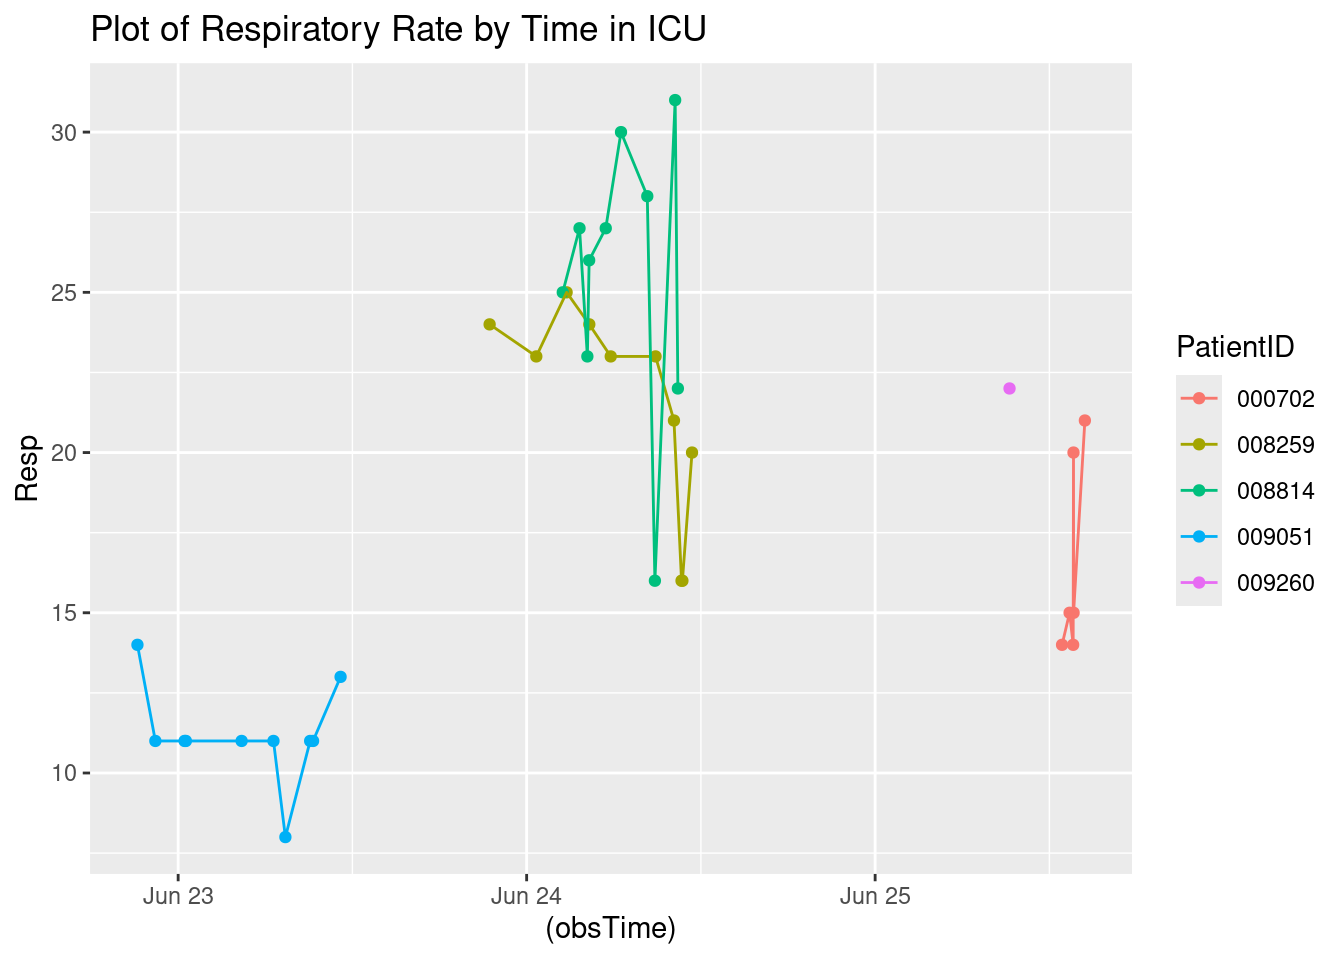 Plot of Respiratory Rate by Time in ICU
30
25
20
15
10
Resp
Jun 23
Jun 24
Jun 25
(obsTime)
PatientID
000702
008259
008814
009051
009260